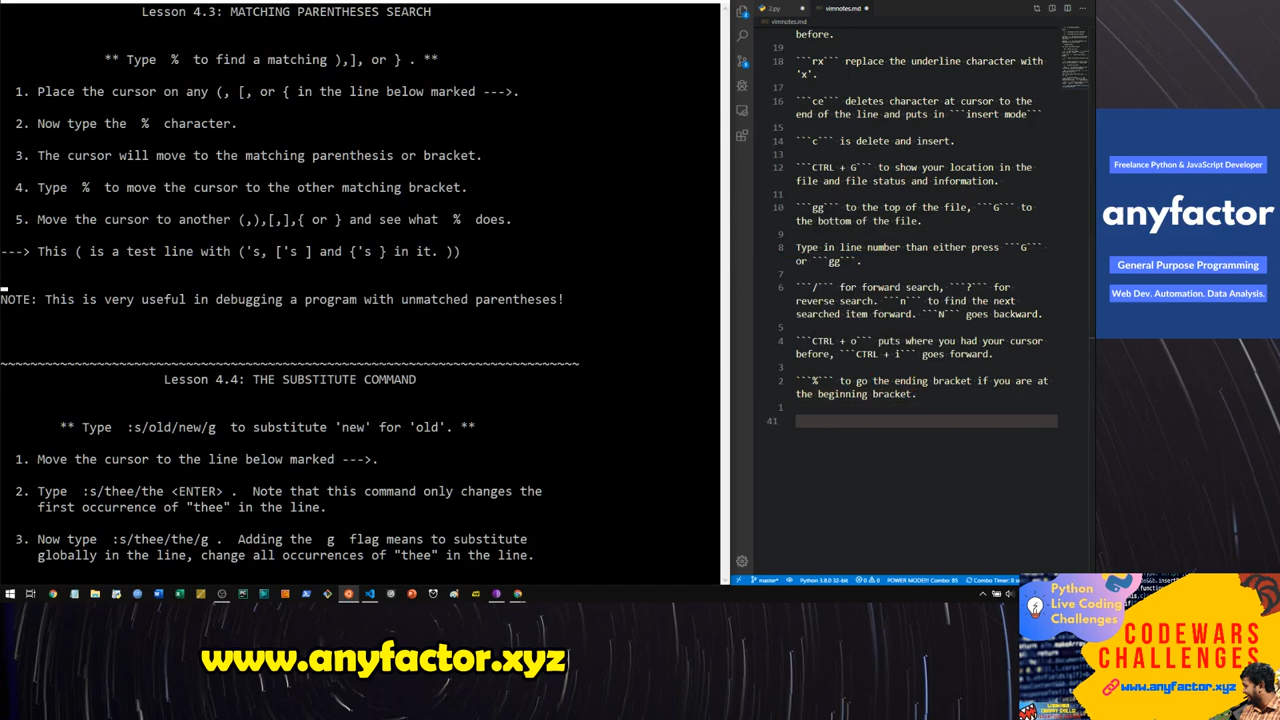 Lesson 4.3: MATCHING PARENTHESES SEARCH
** Type  % to find a matching ),], or } . **
1. Place the cursor on any (, [, or { in the line below marked --->.
2. Now type the  %  character.
3. The cursor will move to the matching parenthesis or bracket.
4. Type  %  to move the cursor to the other matching bracket.
5. Move the cursor to another (,),[,],{ or } and see what  %  does.
---> This ( is a test line with ('s, ['s ] and {'s } in it. ))
NOTE: This is very useful in debugging a program with unmatched parentheses!
~~~~~~~~~~~~~~~~~~~~~~~~~~~~~~~~~~~~~~~~~~~~~~~~~~~~~~~~~~~~~~~~~~~~~~~~~~~~~~
Lesson 4.4: THE SUBSTITUTE COMMAND
** Type  :s/old/new/g  to substitute 'new' for 'old'. **
1. Move the cursor to the line below marked --->.
2. Type  :s/thee/the <ENTER> .  Note that this command only changes the
first occurrence of "thee" in the line.
3. Now type  :s/thee/the/g .  Adding the  g  flag means to substitute
globally in the line, change all occurrences of "thee" in the line.
2.py
vimnotes.md
vimnotes.md
before.
19
18 ```rx``` replace the underline character with
'x'.
17
16 ```ce``` deletes character at cursor to the
end of the line and puts in ```insert mode```
15
14 ```c``` is delete and insert.
13
12 ```CTRL + G``` to show your location in the
file and file status and information.
11
10 ```gg``` to the top of the file, ```G``` to
the bottom of the file.
9
8 Type in line number than either press ```G```
or ```gg```.
7
6 ```/``` for forward search, ```?``` for
reverse search. ```n``` to find the next
searched item forward. ```N``` goes backward.
5
4 ```CTRL + o``` puts where you had your cursor
before, ```CTRL + i``` goes forward.
3
2 ```%``` to go the ending bracket if you are at
the beginning bracket.
1
41
master* Python 3.8.0 32-bit 0 0 POWER MODE!!! Combo: 85 Combo Timer: 8
Freelance Python & JavaScript Developer
anyfactor
General Purpose Programming
Web Dev. Automation. Data Analysis.
www.anyfactor.xyz
Python
Live Coding
Challenges
CODEWARS
CHALLENGES
www.anyfactor.xyz